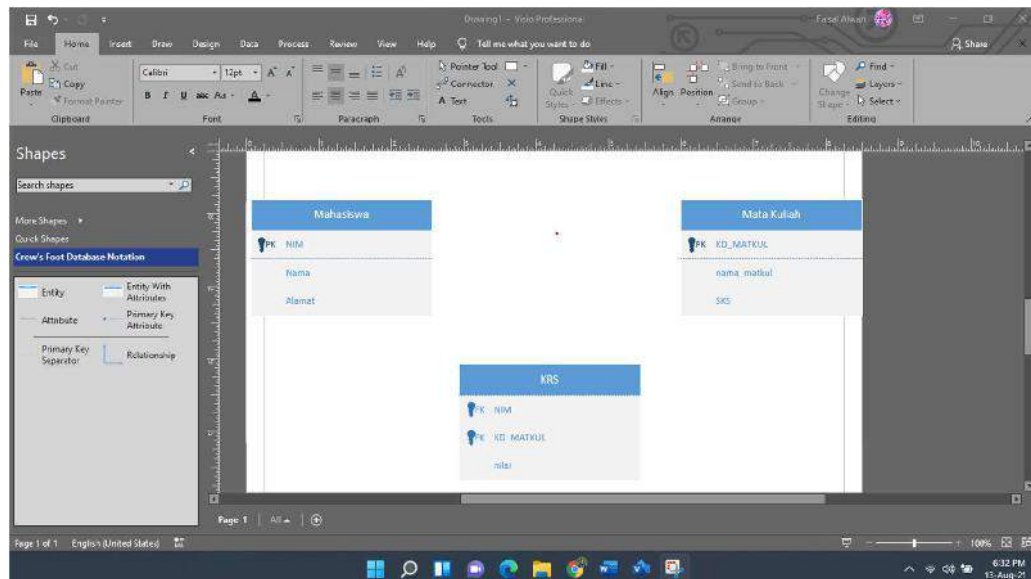 Drawing1 - Visio Professional
Faisal Alwan
File Home Insert Draw Design Data Process Review View Help Tell me what you want to do Share
Paste
Cut
Copy
Format Painter
Clipboard
Calibri 12pt
B I U abc Aa A
Font
Paragraph
Pointer Tool
Connector
A Text
Tools
Quick Styles
Fill
Line
Effects
Shape Styles
Align Position
Bring to Front
Send to Back
Group
Arrange
Change Shape
Find
Layers
Select
Editing
Shapes
Search shapes
More Shapes
Quick Shapes
Crow's Foot Database Notation
Entity
Entity With Attributes
Attribute
Primary Key Attribute
Primary Key Separator
Relationship
Mahasiswa
PK NIM
Nama
Alamat
Mata Kuliah
PK KD_MATKUL
nama_matkul
SKS
KRS
NIM
KD_MATKUL
nilai
Page 1 All
Page 1 of 1 English (United States) 100%
6:32 PM